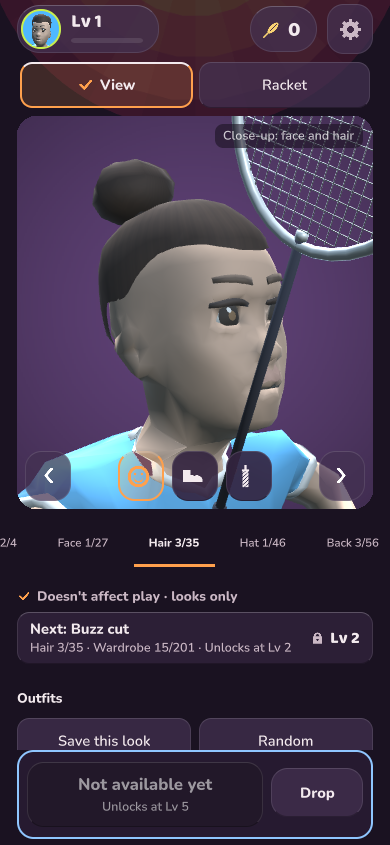 Lv 1
0
View
Racket
Close-up: face and hair
2/4
Face 1/27
Hair 3/35
Hat 1/46
Back 3/56
Doesn't affect play · looks only
Next: Buzz cut
Hair 3/35 · Wardrobe 15/201 · Unlocks at Lv 2
Lv 2
Outfits
Save this look
Random
Not available yet
Unlocks at Lv 5
Drop